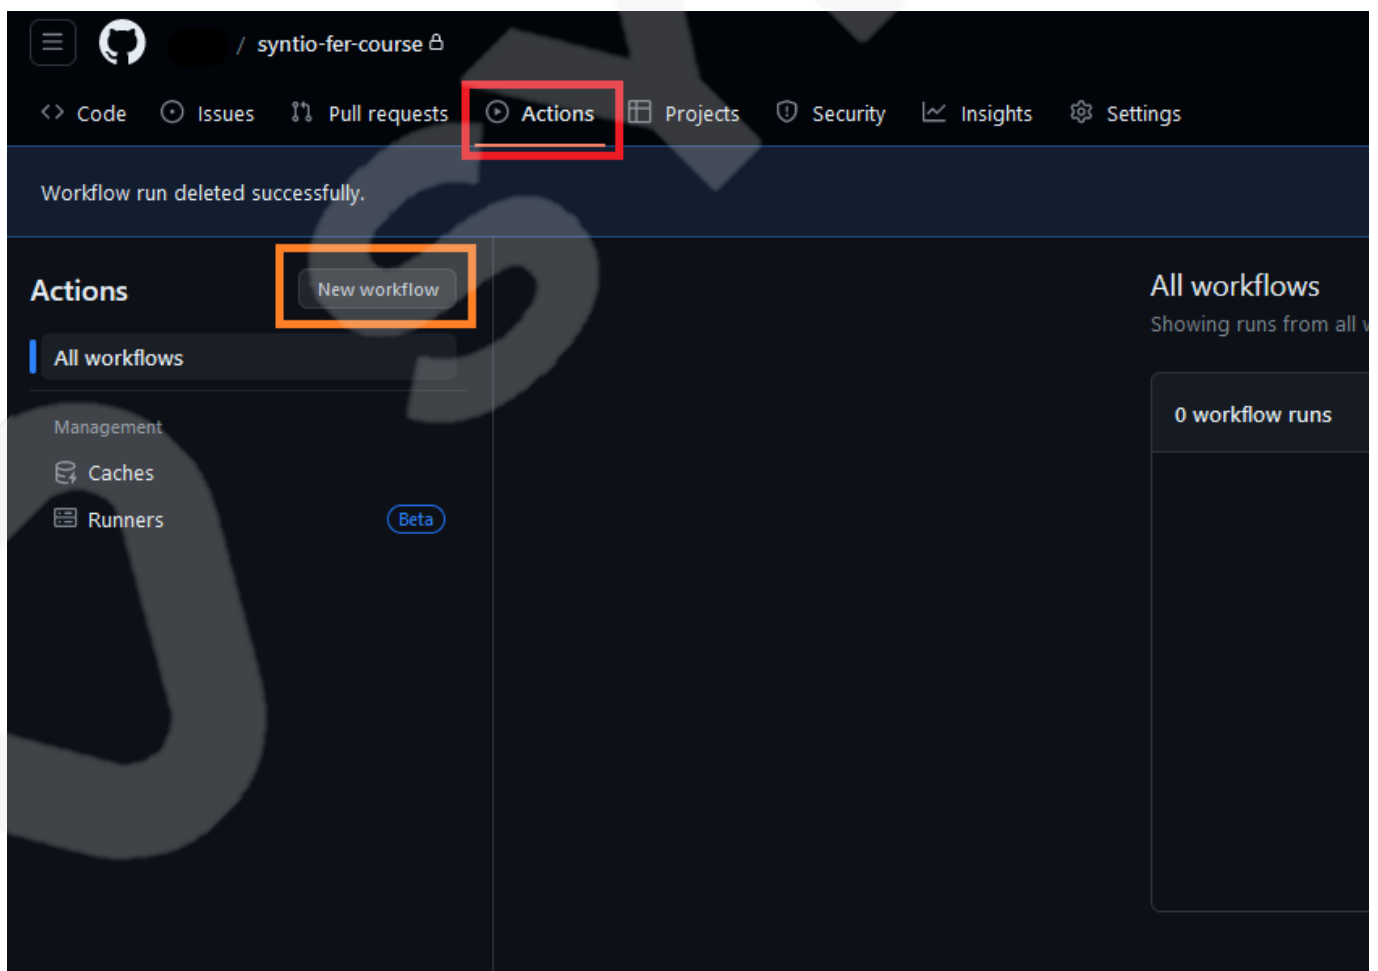 / syntio-fer-course
Code Issues Pull requests Actions Projects Security Insights Settings
Workflow run deleted successfully.
Actions New workflow
All workflows
Management
Caches
Runners Beta
All workflows
Showing runs from all
0 workflow runs